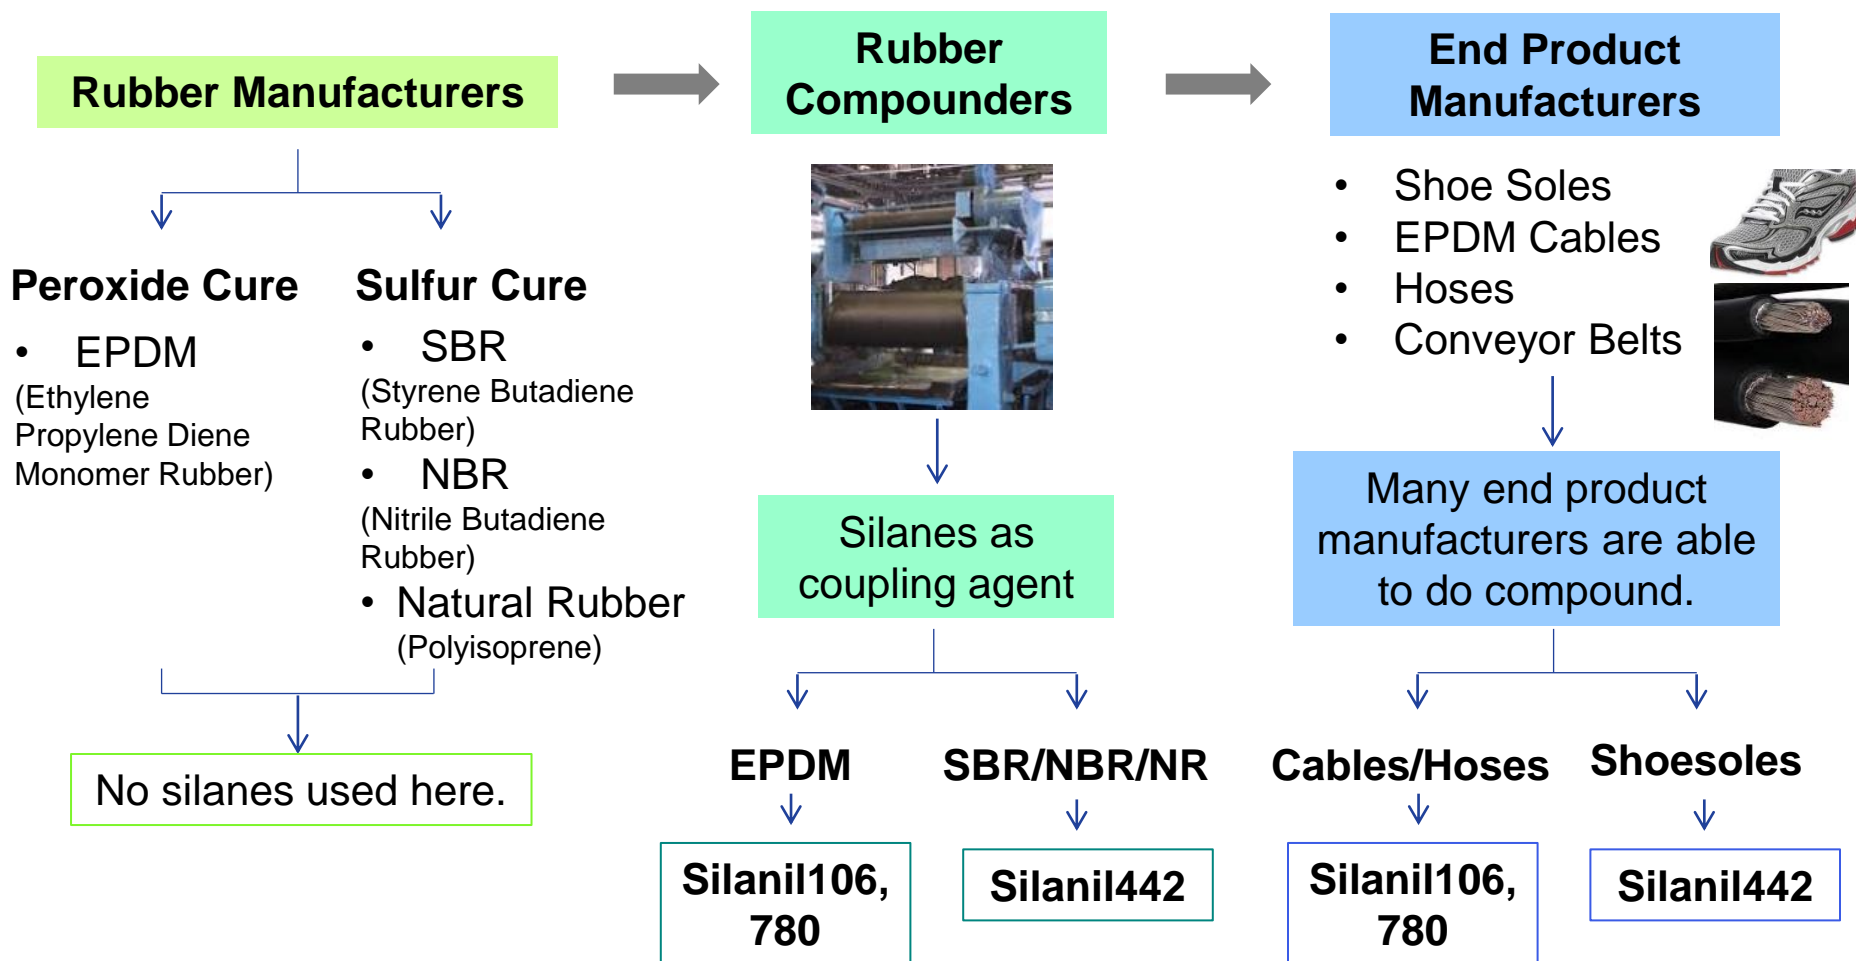 Rubber Manufacturers
Rubber
Compounders
End Product
Manufacturers
Peroxide Cure
• EPDM
(Ethylene
Propylene Diene
Monomer Rubber)
Sulfur Cure
• SBR
(Styrene Butadiene
Rubber)
• NBR
(Nitrile Butadiene
Rubber)
• Natural Rubber
(Polyisoprene)
No silanes used here.
Silanes as
coupling agent
EPDM
SBR/NBR/NR
Silanil106,
780
Silanil442
• Shoe Soles
• EPDM Cables
• Hoses
• Conveyor Belts
Many end product
manufacturers are able
to do compound.
Cables/Hoses
Shoesoles
Silanil106,
780
Silanil442